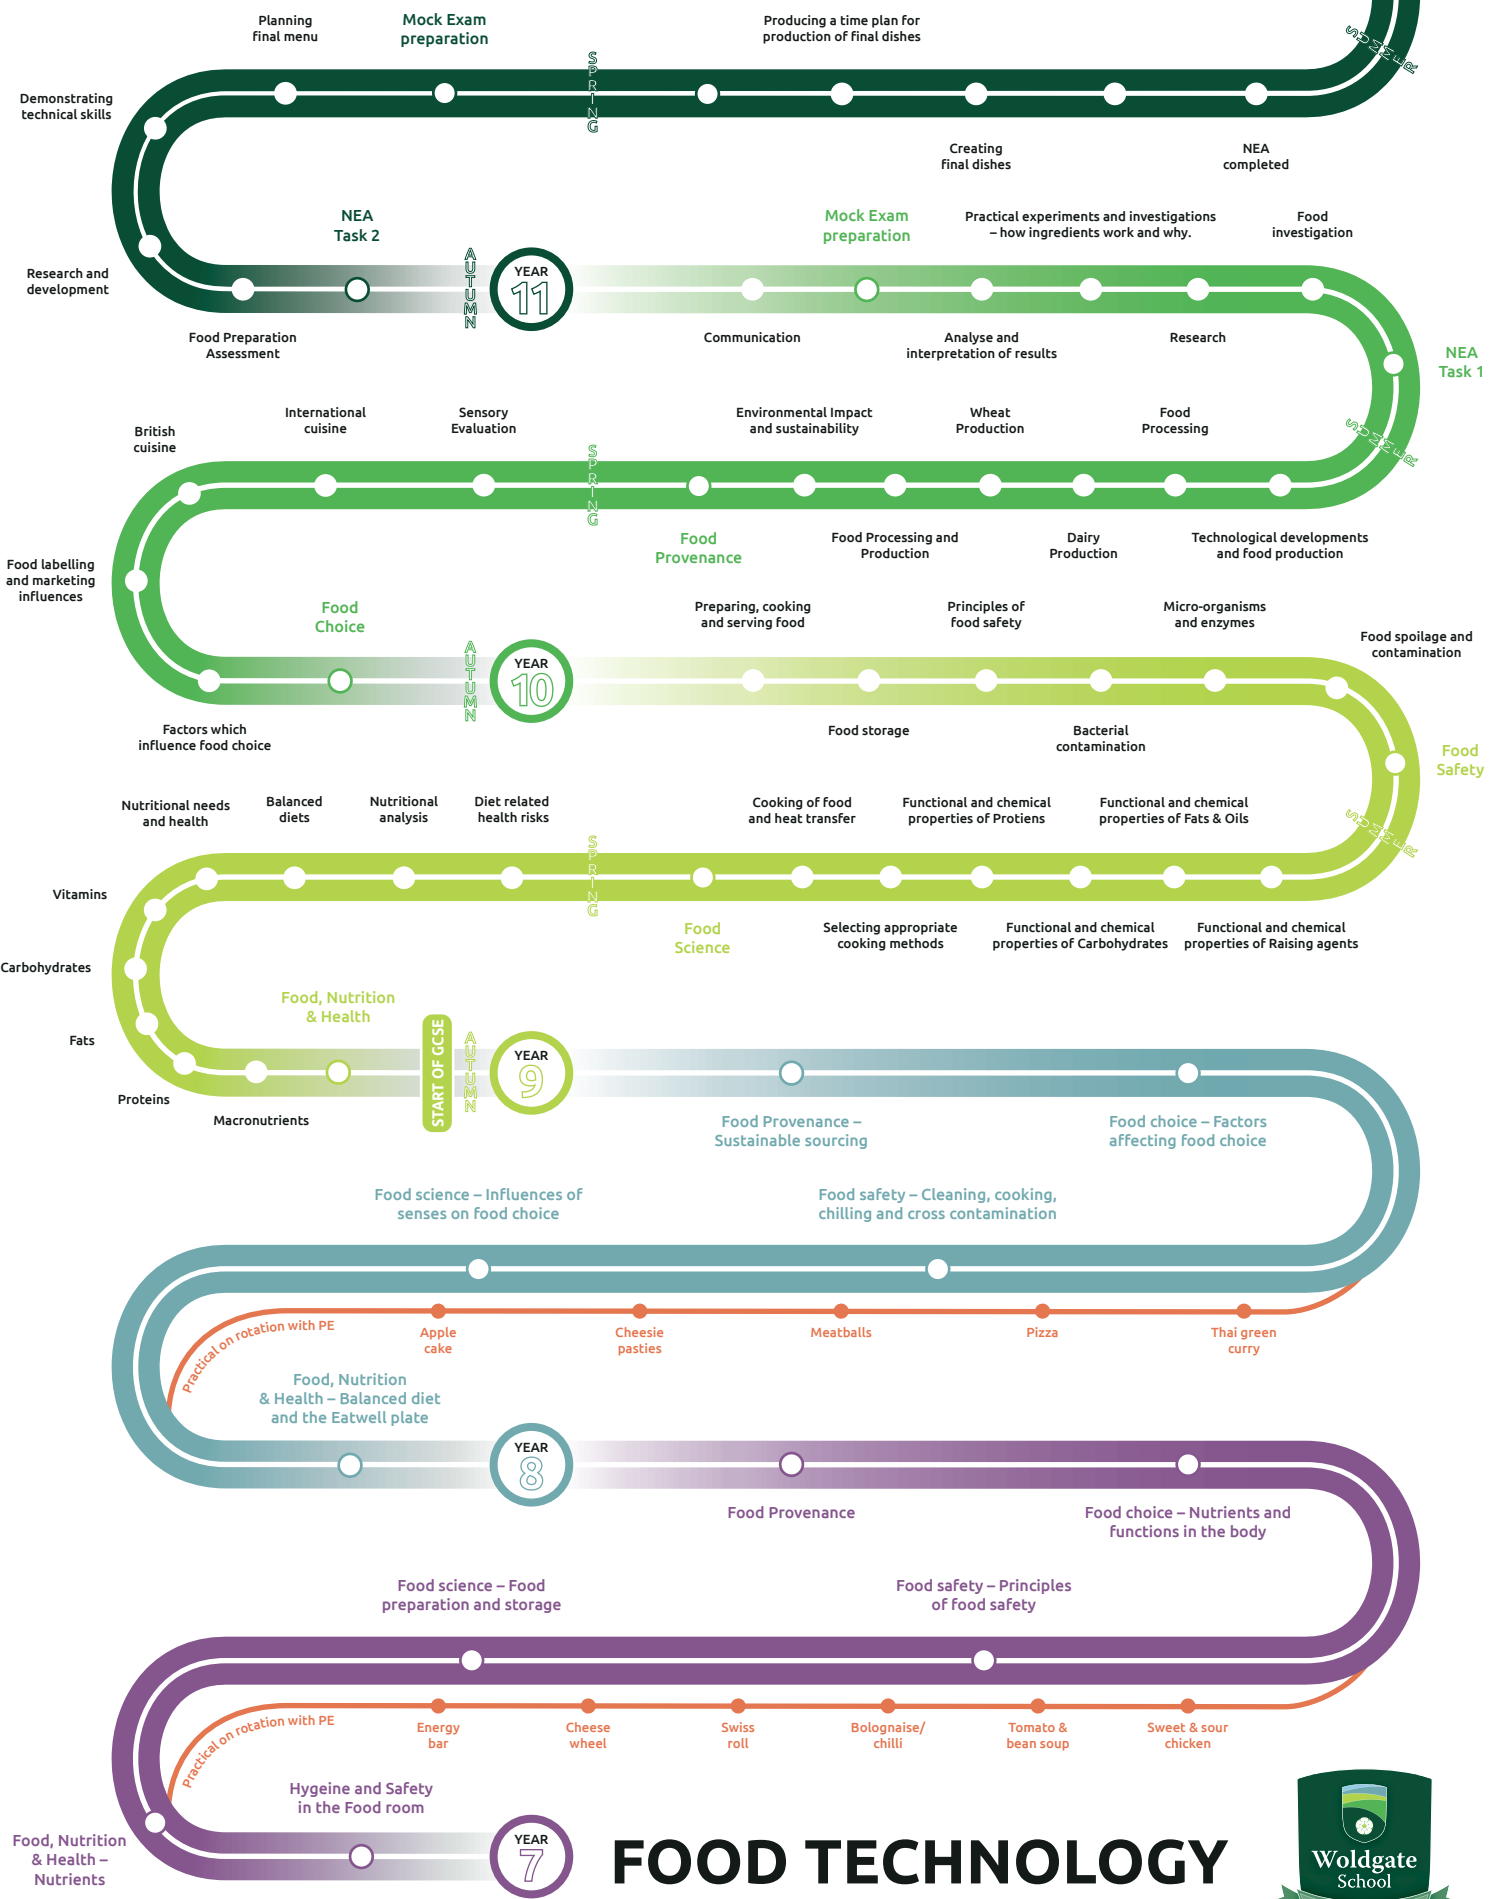 Planning
final menu
Mock Exam
preparation
Producing a time plan for
production of final dishes
SUMMER
SPRING
Demonstrating
technical skills
Creating
final dishes
NEA
completed
NEA
Task 2
Mock Exam
preparation
Practical experiments and investigations
– how ingredients work and why.
Food
investigation
Research and
development
AUTUMN
YEAR
11
Food Preparation
Assessment
Communication
Analyse and
interpretation of results
Research
NEA
Task 1
British
cuisine
International
cuisine
Sensory
Evaluation
Environmental Impact
and sustainability
Wheat
Production
Food
Processing
SUMMER
SPRING
Food
Provenance
Food Processing and
Production
Dairy
Production
Technological developments
and food production
Food labelling
and marketing
influences
Food
Choice
Preparing, cooking
and serving food
Principles of
food safety
Micro-organisms
and enzymes
Food spoilage and
contamination
AUTUMN
YEAR
10
Factors which
influence food choice
Food storage
Bacterial
contamination
Food
Safety
Nutritional needs
and health
Balanced
diets
Nutritional
analysis
Diet related
health risks
Cooking of food
and heat transfer
Functional and chemical
properties of Protiens
Functional and chemical
properties of Fats & Oils
SUMMER
SPRING
Vitamins
Food
Science
Selecting appropriate
cooking methods
Functional and chemical
properties of Carbohydrates
Functional and chemical
properties of Raising agents
Carbohydrates
Food, Nutrition
& Health
Fats
START OF GCSE
AUTUMN
YEAR
9
Proteins
Macronutrients
Food Provenance –
Sustainable sourcing
Food choice – Factors
affecting food choice
Food science – Influences of
senses on food choice
Food safety – Cleaning, cooking,
chilling and cross contamination
Practical on rotation with PE
Apple
cake
Cheesie
pasties
Meatballs
Pizza
Thai green
curry
Food, Nutrition
& Health – Balanced diet
and the Eatwell plate
YEAR
8
Food Provenance
Food choice – Nutrients and
functions in the body
Food science – Food
preparation and storage
Food safety – Principles
of food safety
Practical on rotation with PE
Energy
bar
Cheese
wheel
Swiss
roll
Bolognaise/
chilli
Tomato &
bean soup
Sweet & sour
chicken
Hygeine and Safety
in the Food room
Food, Nutrition
& Health –
Nutrients
YEAR
7
FOOD TECHNOLOGY
Woldgate
School